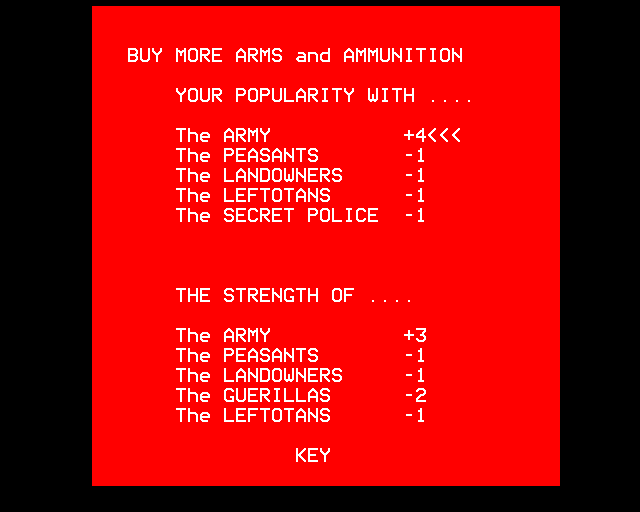 BUY MORE ARMS and AMMUNITION
YOUR POPULARITY WITH ....
The ARMY +4<<<
The PEASANTS -1
The LANDOWNERS -1
The LEFTOTANS -1
The SECRET POLICE -1
THE STRENGTH OF ....
The ARMY +3
The PEASANTS -1
The LANDOWNERS -1
The GUERILLAS -2
The LEFTOTANS -1
KEY